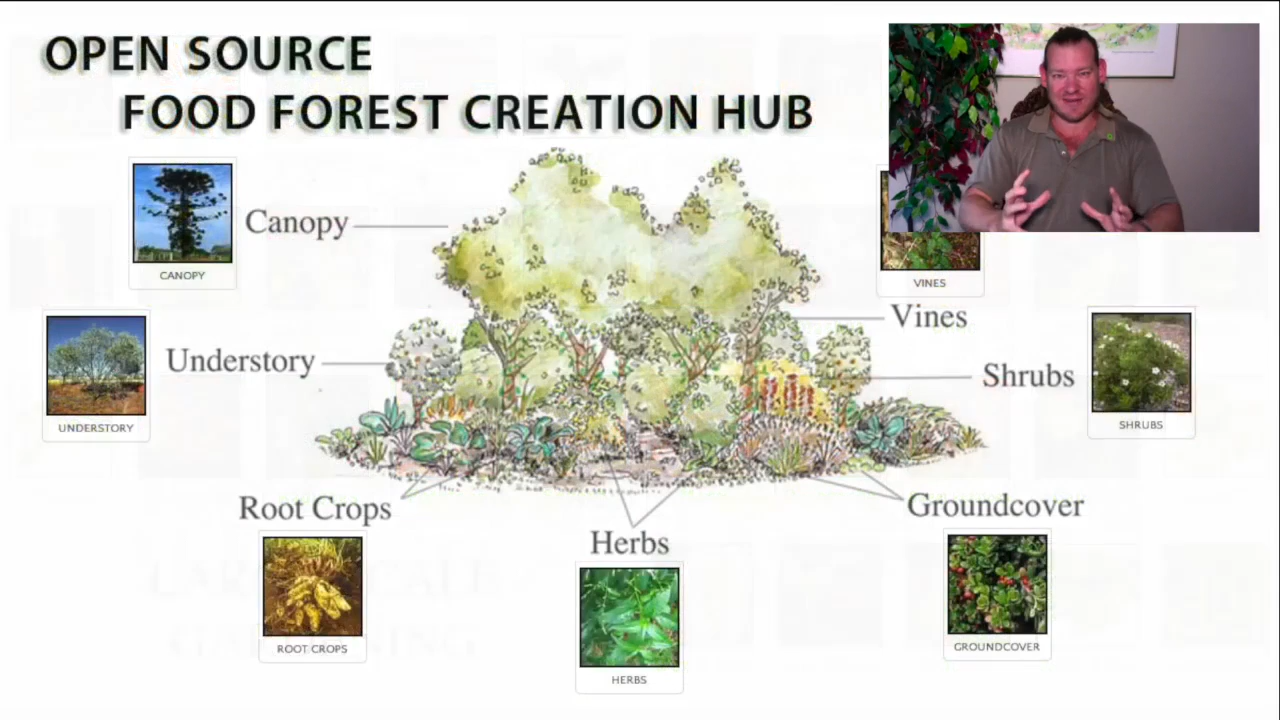 OPEN SOURCE
FOOD FOREST CREATION HUB
Canopy
CANOPY
VINES
Vines
Understory
UNDERSTORY
Shrubs
SHRUBS
Root Crops
ROOT CROPS
Herbs
HERBS
Groundcover
GROUNDCOVER